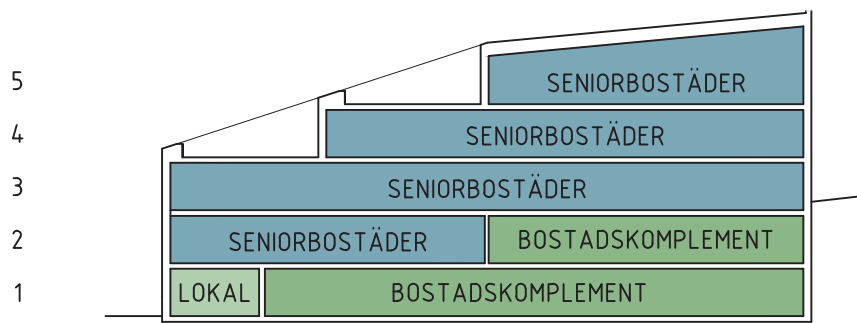 5 SENIORBOSTÄDER
4 SENIORBOSTÄDER
3 SENIORBOSTÄDER
2 SENIORBOSTÄDER BOSTADSKOMPLEMENT
1 LOKAL BOSTADSKOMPLEMENT